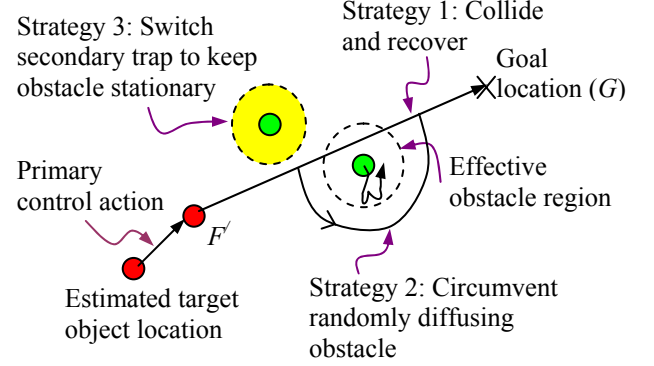 Strategy 3: Switch
secondary trap to keep
obstacle stationary
Strategy 1: Collide
and recover
Goal
location (G)
Primary
control action
F′
Effective
obstacle region
Estimated target
object location
Strategy 2: Circumvent
randomly diffusing
obstacle